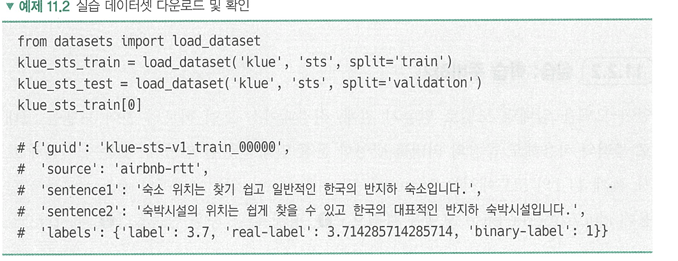 ▼ 예제 11.2 실습 데이터셋 다운로드 및 확인
from datasets import load_dataset
klue_sts_train = load_dataset('klue', 'sts', split='train')
klue_sts_test = load_dataset('klue', 'sts', split='validation')
klue_sts_train[0]
# {'guid': 'klue-sts-v1_train_00000',
#  'source': 'airbnb-rtt',
#  'sentence1': '숙소 위치는 찾기 쉽고 일반적인 한국의 반지하 숙소입니다.',
#  'sentence2': '숙박시설의 위치는 쉽게 찾을 수 있고 한국의 대표적인 반지하 숙박시설입니다.',
#  'labels': {'label': 3.7, 'real-label': 3.714285714285714, 'binary-label': 1}}